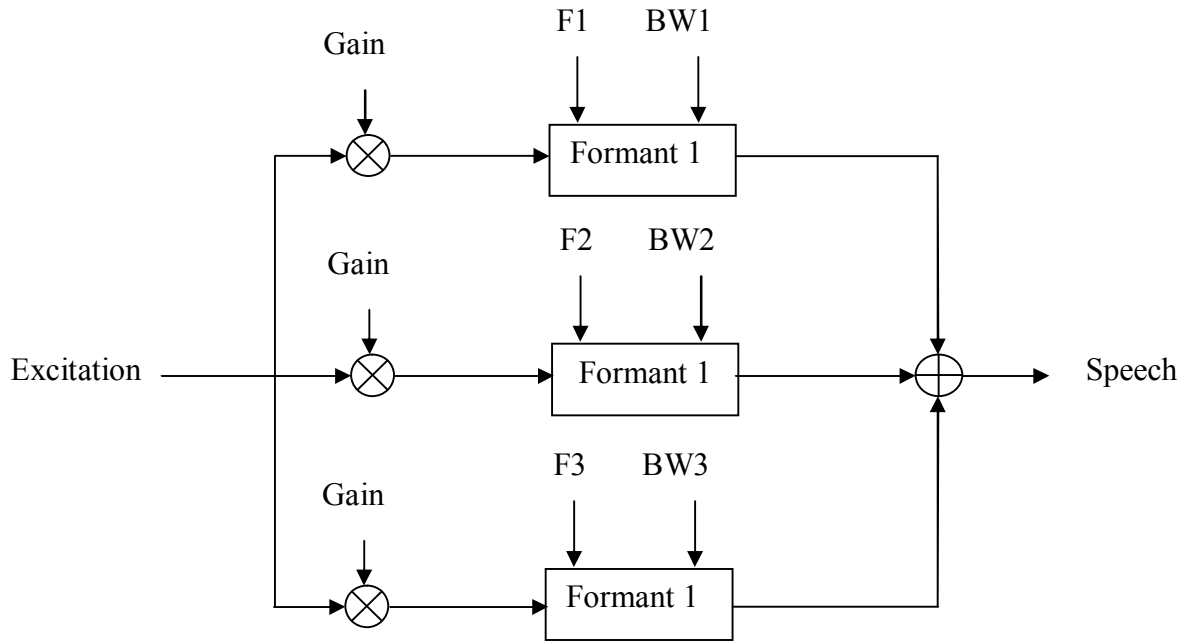 F1 BW1
Gain
Formant 1
F2 BW2
Gain
Excitation
Formant 1
Speech
F3 BW3
Gain
Formant 1